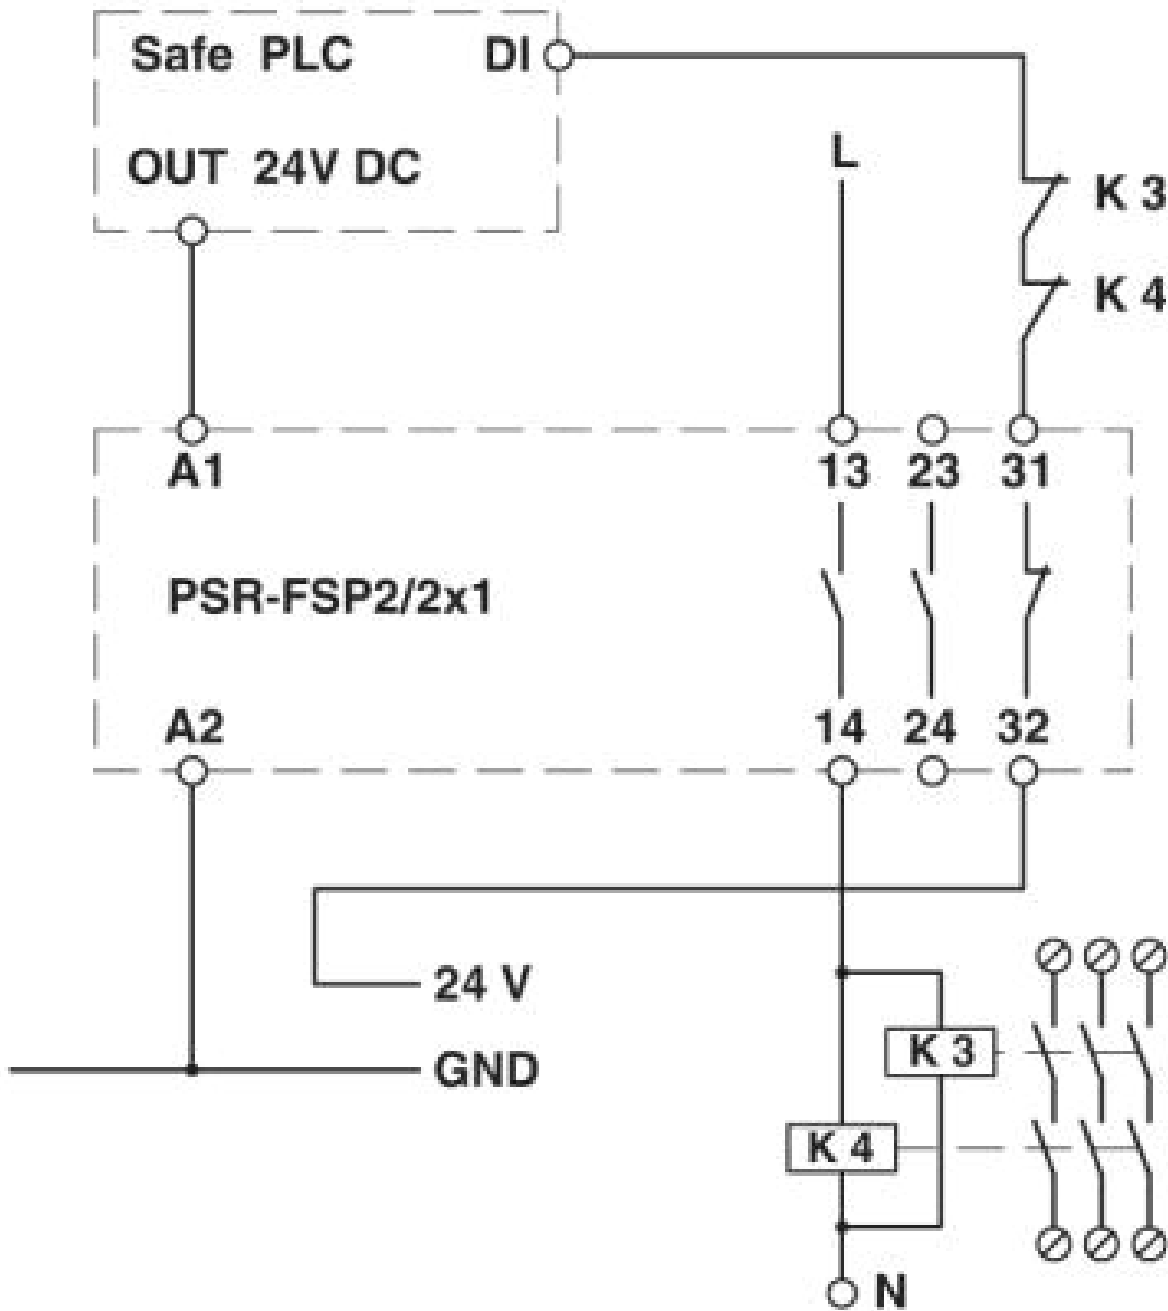 Safe PLC DI
OUT 24V DC
L
K 3
K 4
A1
13 23 31
PSR-FSP2/2x1
A2
14 24 32
24 V
GND
K 3
K 4
N